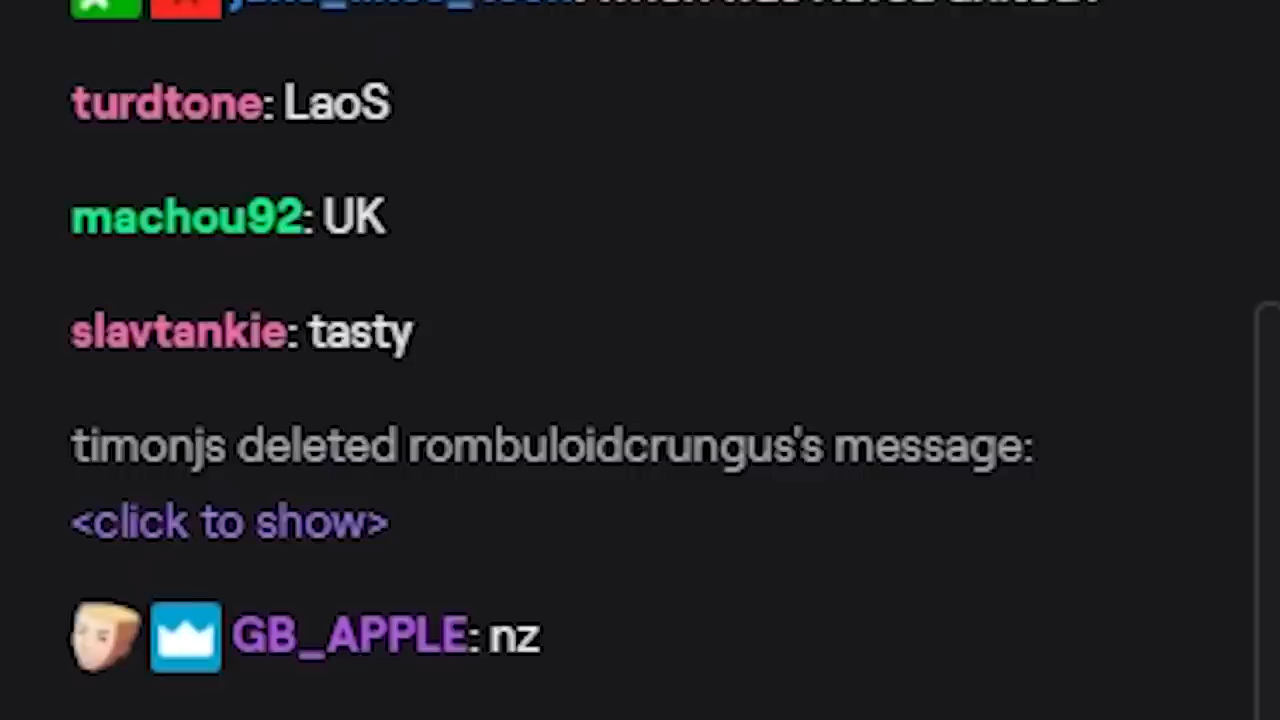 turdtone: LaoS
machou92: UK
slavtankie: tasty
timonjs deleted rombuloidcrungus's message:
<click to show>
GB_APPLE: nz